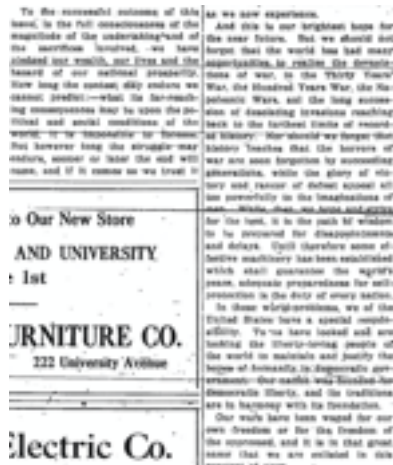 To the successful outcome of this
issue, in the full consciousness of the
magnitude of the undertaking and of
the sacrifices involved, we have
pledged our wealth, our lives and the
hazard of our national prosperity.
How long the contest may endure we
cannot predict—what its far-reach-
ing consequences may be upon the po-
litical and social conditions of the
world, it is impossible to foresee.
But however long the struggle may
endure, sooner or later the end will
come, and if it comes as we trust it
to Our New Store
AND UNIVERSITY
1st
URNITURE CO.
222 University Avenue
Electric Co.
as we now experience.
And this is our brightest hope for
the near future. But we should not
forget that the world has had many
opportunities to realize the devasta-
tions of war, in the Thirty Years'
War, the Hundred Years War, the Na-
poleonic Wars, and the long succes-
sion of desolating invasions reaching
back to the farthest limits of record-
ed history. Nor should we forget that
history teaches that the horrors of
war are soon forgotten by succeeding
generations, while the glory of vic-
tory and rancor of defeat appeal all
too powerfully to the imaginations of
men. While then, we hope and
for the best, it is the path of wisdom
to be prepared for disappointments
and delays. Until therefore some ef-
fective machinery has been established
which shall guarantee the world's
peace, adequate preparedness for self-
protection is the duty of every nation.
In these world problems, we of the
United States have a special respon-
sibility. To us have looked and are
looking the liberty-loving people of
the world to maintain and justify the
hopes of humanity in democratic gov-
ernment. Our nation was founded for
democratic liberty, and its traditions
are in harmony with its foundation.
Our wars have been waged for our
own freedom or for the freedom of
the oppressed, and it is in that great
cause that we are enlisted in this